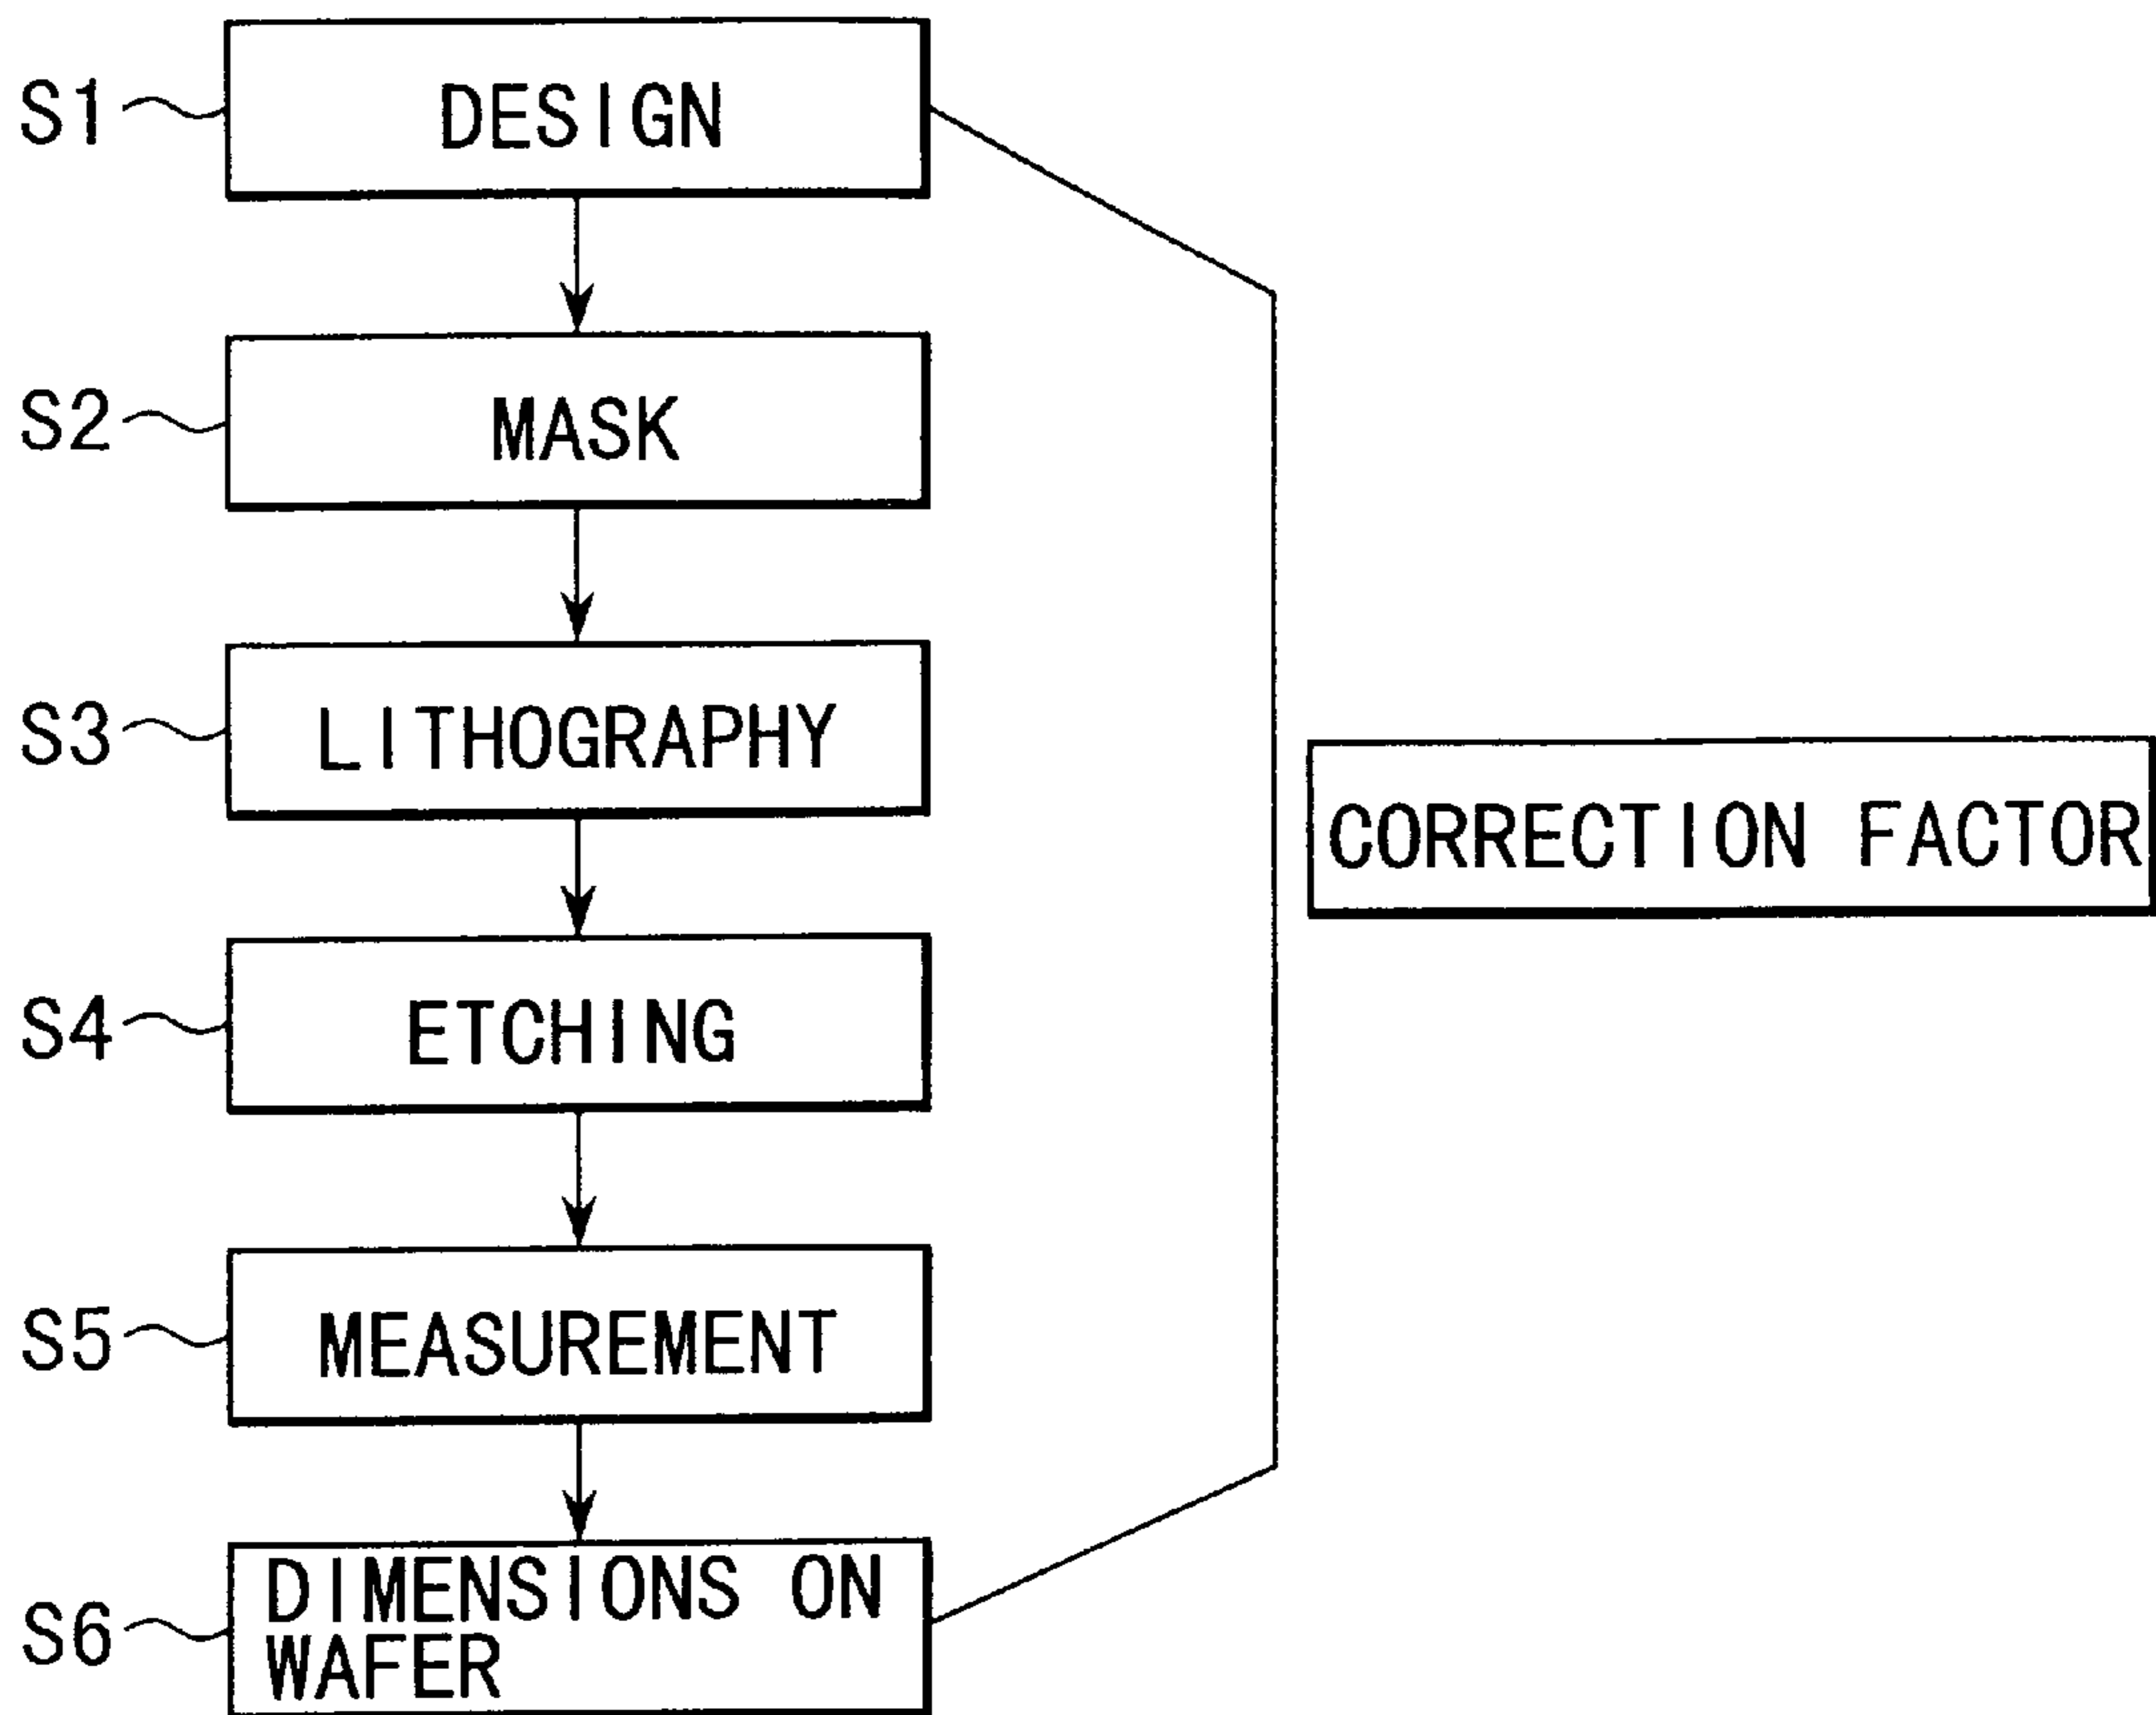 S1
DESIGN
S2
MASK
S3
LITHOGRAPHY
CORRECTION FACTOR
S4
ETCHING
S5
MEASUREMENT
S6
DIMENSIONS ON
WAFER